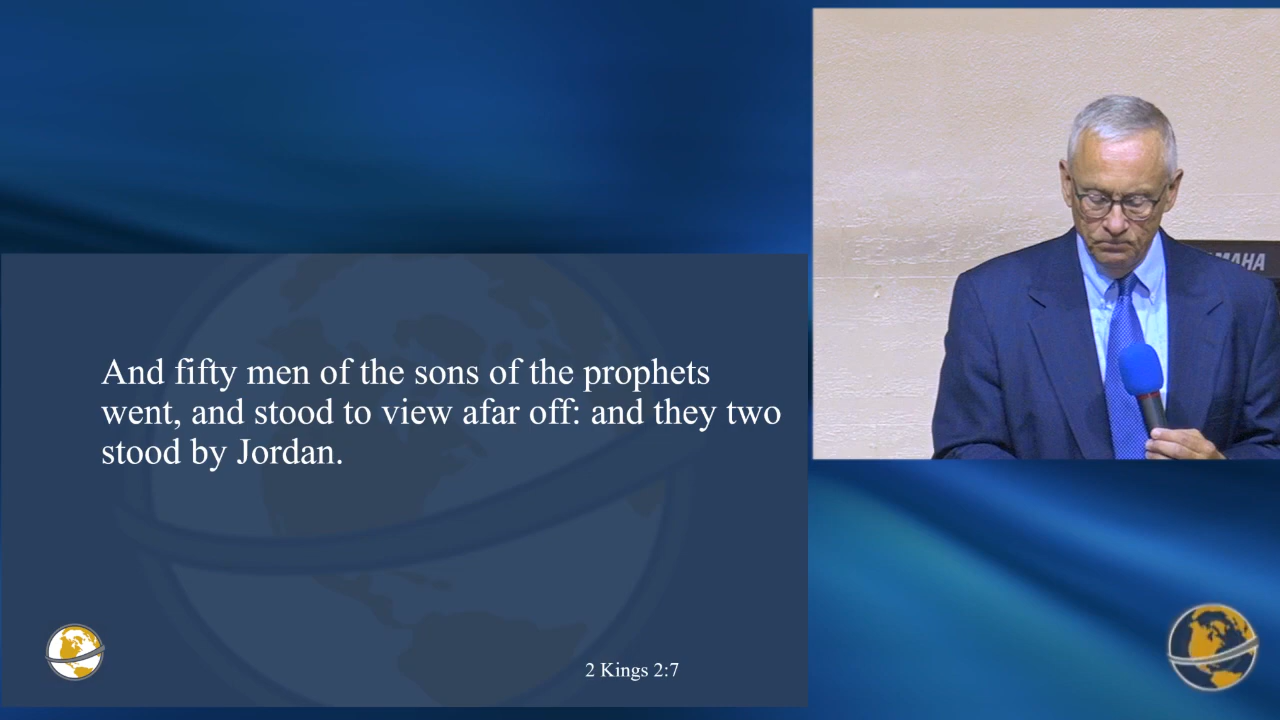 And fifty men of the sons of the prophets
went, and stood to view afar off: and they two
stood by Jordan.
2 Kings 2:7